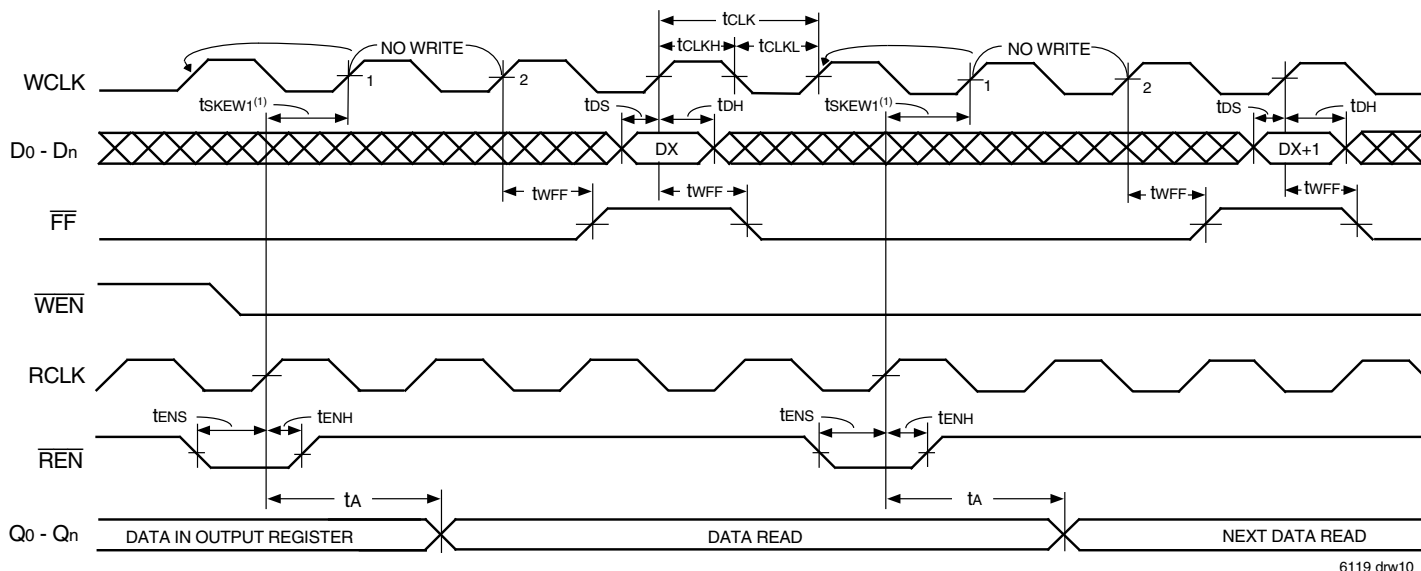 tCLK
tCLKH tCLKL
NO WRITE NO WRITE
WCLK 1 2 1 2
tSKEW1(1) tDS tDH tSKEW1(1) tDS tDH
D0 - Dn DX DX+1
tWFF tWFF tWFF tWFF
FF
WEN
RCLK
tENS tENH tENS tENH
REN
tA tA
Q0 - Qn DATA IN OUTPUT REGISTER DATA READ NEXT DATA READ
6119 drw10